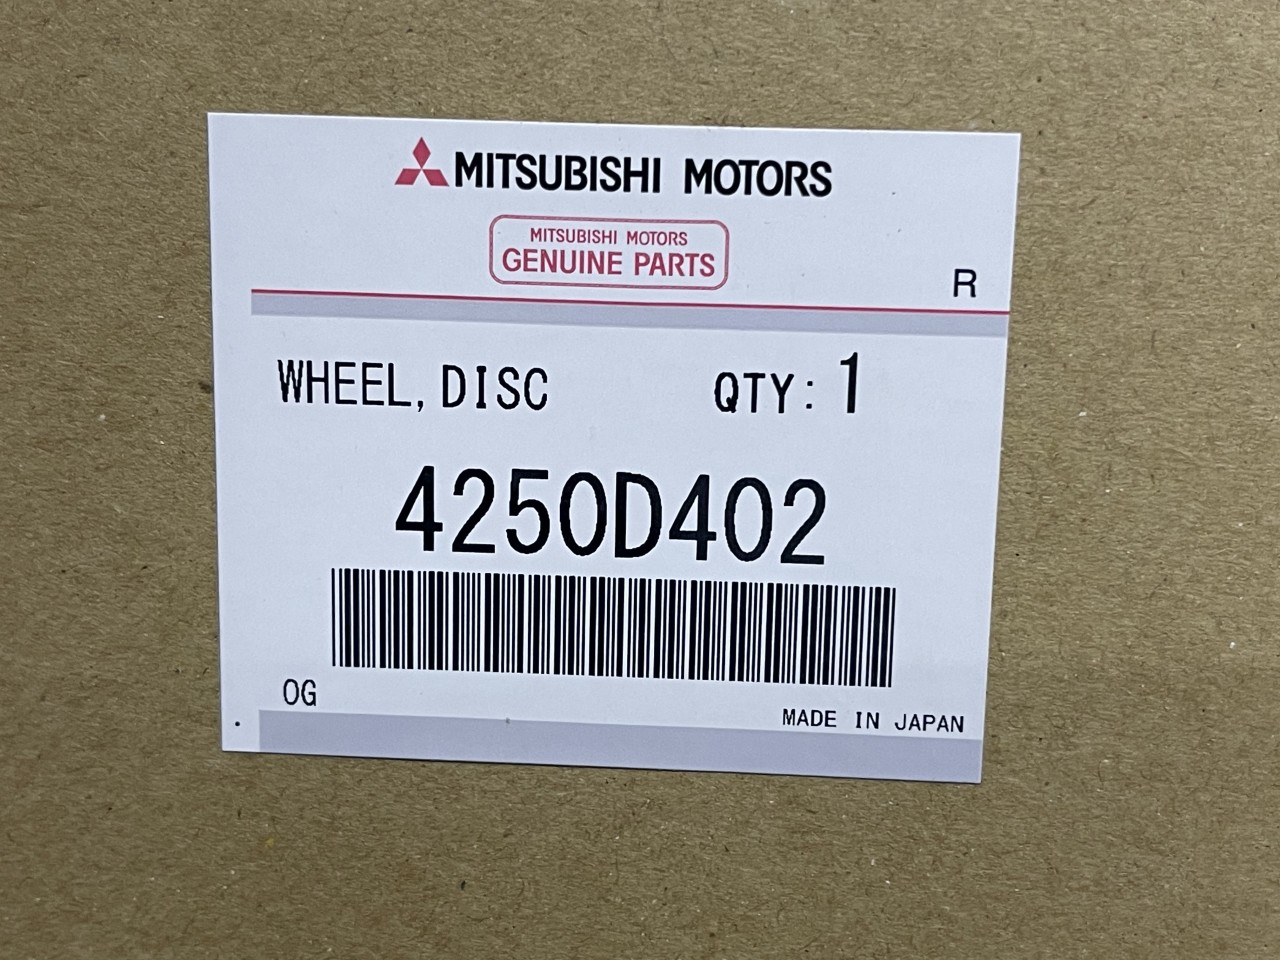 MITSUBISHI MOTORS
MITSUBISHI MOTORS
GENUINE PARTS
R
WHEEL, DISC QTY: 1
4250D402
OG
MADE IN JAPAN